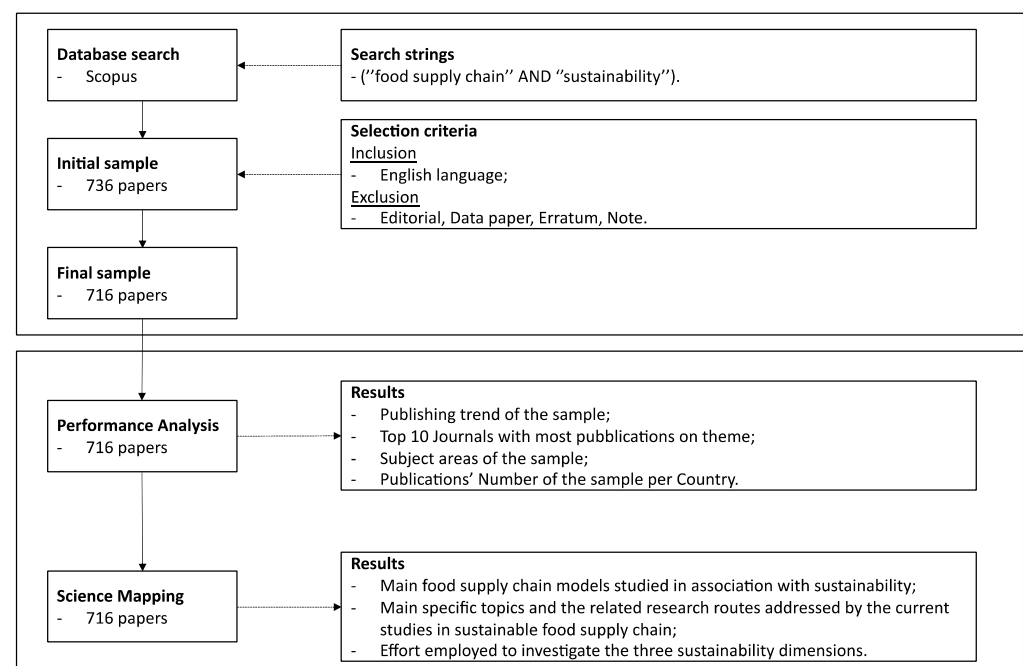 Database search
- Scopus
Search strings
- (’’food supply chain’’ AND ‘’sustainability’’).
Initial sample
- 736 papers
Selection criteria
Inclusion
- English language;
Exclusion
- Editorial, Data paper, Erratum, Note.
Final sample
- 716 papers
Performance Analysis
- 716 papers
Results
- Publishing trend of the sample;
- Top 10 Journals with most pubblications on theme;
- Subject areas of the sample;
- Publications’ Number of the sample per Country.
Science Mapping
- 716 papers
Results
- Main food supply chain models studied in association with sustainability;
- Main specific topics and the related research routes addressed by the current
studies in sustainable food supply chain;
- Effort employed to investigate the three sustainability dimensions.